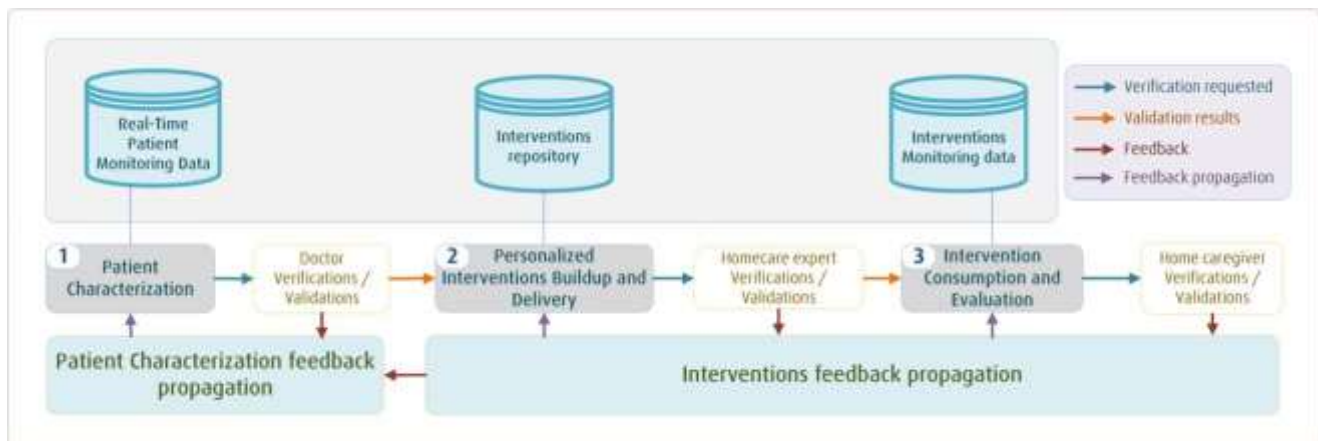 Real-Time
Patient
Monitoring Data
Interventions
repository
Interventions
Monitoring data
Verification requested
Validation results
Feedback
Feedback propagation
1
Patient
Characterization
Doctor
Verifications /
Validations
2
Personalized
Interventions Buildup and
Delivery
Homecare expert
Verifications /
Validations
3
Intervention
Consumption and
Evaluation
Home caregiver
Verifications /
Validations
Patient Characterization feedback
propagation
Interventions feedback propagation